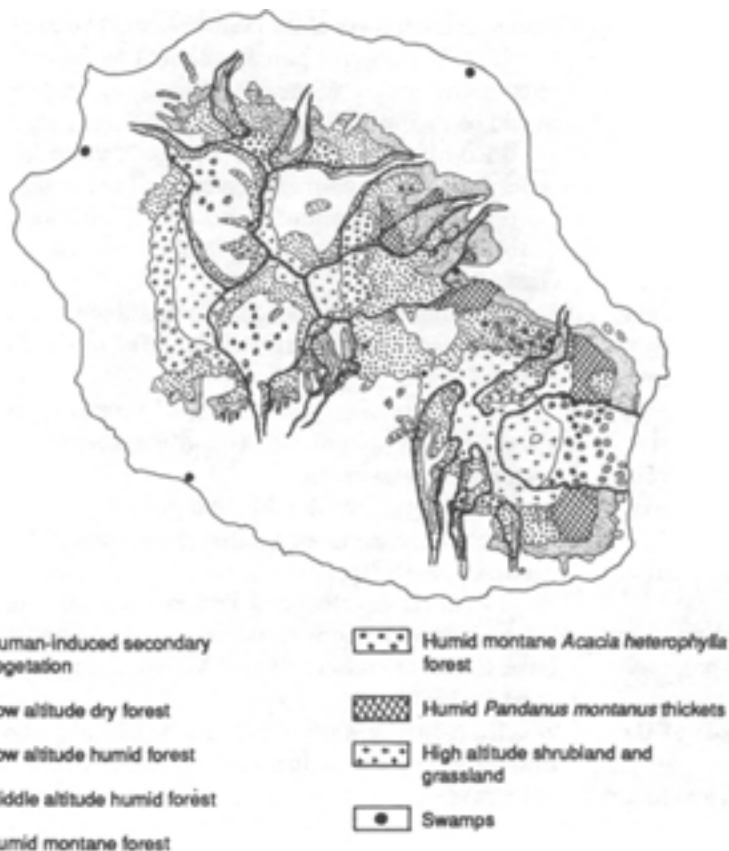 uman-induced secondary
egetation
ow altitude dry forest
ow altitude humid forest
iddle altitude humid forest
umid montane forest
Humid montane Acacia heterophylla
forest
Humid Pandanus montanus thickets
High altitude shrubland and
grassland
Swamps